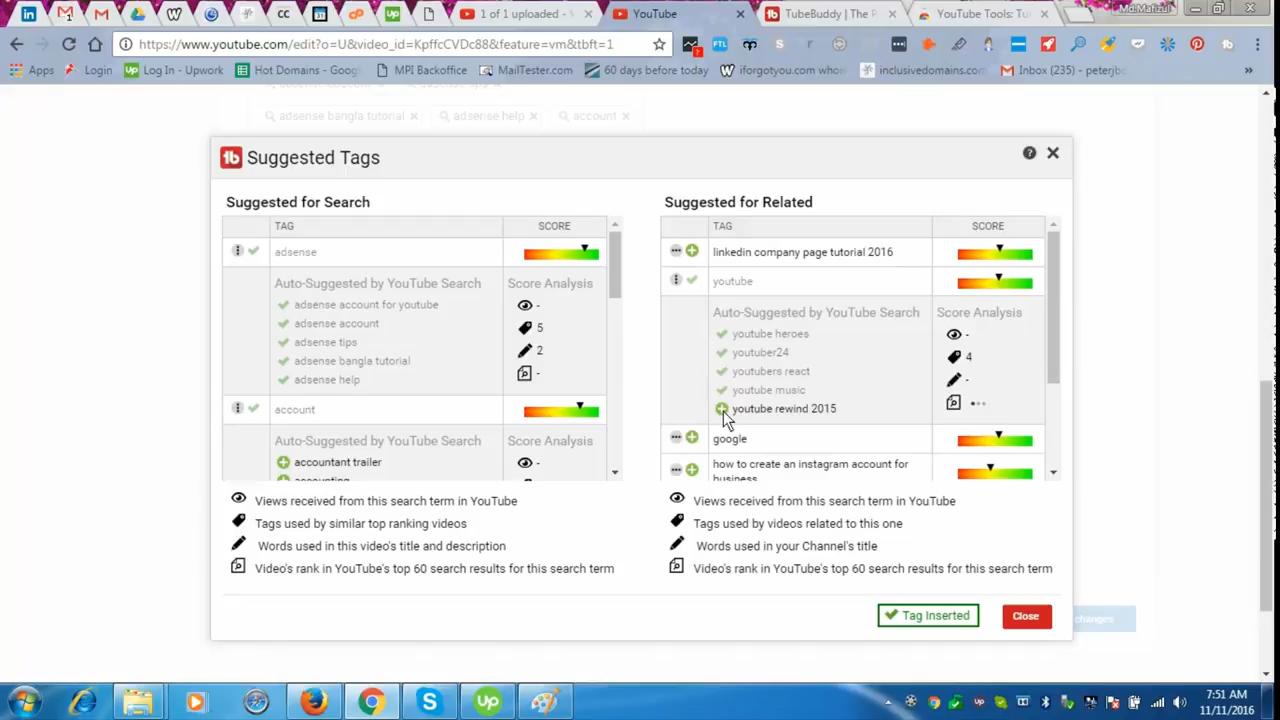 1 of 1 uploaded - Y
YouTube
TubeBuddy | The P
YouTube Tools: Tu
Md.Mafizul
https://www.youtube.com/edit?o=U&video_id=KpffcCVDc88&feature=vm&tbft=1
Apps
Login
Log In - Upwork
Hot Domains - Goog
MPI Backoffice
MailTester.com
60 days before today
iforgotyou.com whoi
inclusivedomains.com
Inbox (235) - peterjbc
»
adsense bangla tutorial
adsense help
account
Suggested Tags
Suggested for Search
TAG
SCORE
adsense
Auto-Suggested by YouTube Search
Score Analysis
adsense account for youtube
-
adsense account
5
adsense tips
2
adsense bangla tutorial
adsense help
-
account
Auto-Suggested by YouTube Search
Score Analysis
accountant trailer
-
accounting
Views received from this search term in YouTube
Tags used by similar top ranking videos
Words used in this video's title and description
Video's rank in YouTube's top 60 search results for this search term
Suggested for Related
TAG
SCORE
linkedin company page tutorial 2016
youtube
Auto-Suggested by YouTube Search
Score Analysis
youtube heroes
-
youtuber24
4
youtubers react
-
youtube music
youtube rewind 2015
google
how to create an instagram account for
business
Views received from this search term in YouTube
Tags used by videos related to this one
Words used in your Channel's title
Video's rank in YouTube's top 60 search results for this search term
Tag Inserted
Close
changes
7:51 AM
11/11/2016